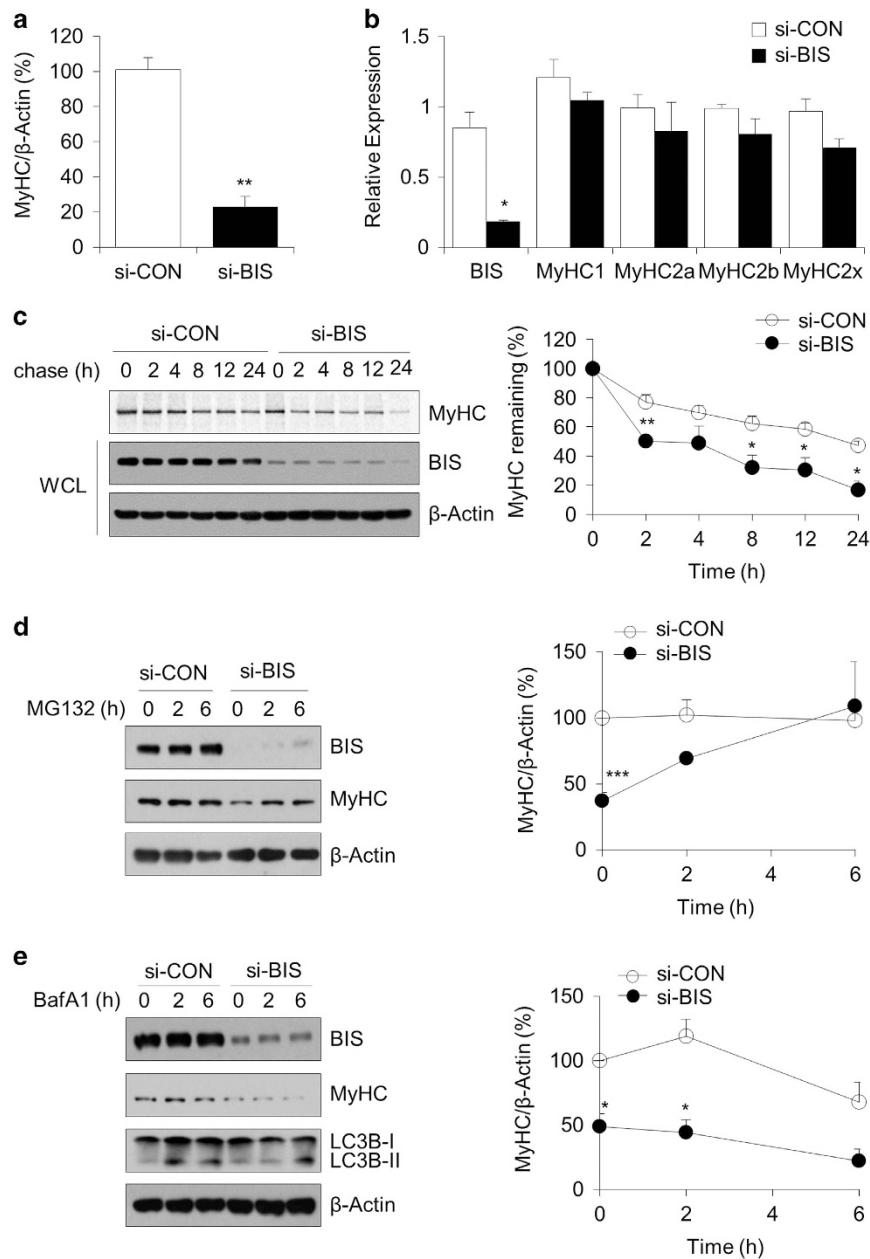 a
MyHC/β-Actin (%)
120
100
80
60
40
20
0
**
si-CON
si-BIS
b
si-CON
si-BIS
Relative Expression
1.5
1
0.5
0
*
BIS
MyHC1
MyHC2a
MyHC2b
MyHC2x
c
si-CON
si-BIS
chase (h)
0 2 4 8 12 24 0 2 4 8 12 24
MyHC
WCL
BIS
β-Actin
si-CON
si-BIS
MyHC remaining (%)
120
100
80
60
40
20
0
**
*
*
*
0 2 4 8 12 24
Time (h)
d
si-CON
si-BIS
MG132 (h)
0 2 6 0 2 6
BIS
MyHC
β-Actin
si-CON
si-BIS
MyHC/β-Actin (%)
150
100
50
0
***
0 2 4 6
Time (h)
e
si-CON
si-BIS
BafA1 (h)
0 2 6 0 2 6
BIS
MyHC
LC3B-I
LC3B-II
β-Actin
si-CON
si-BIS
MyHC/β-Actin (%)
150
100
50
0
*
*
0 2 4 6
Time (h)